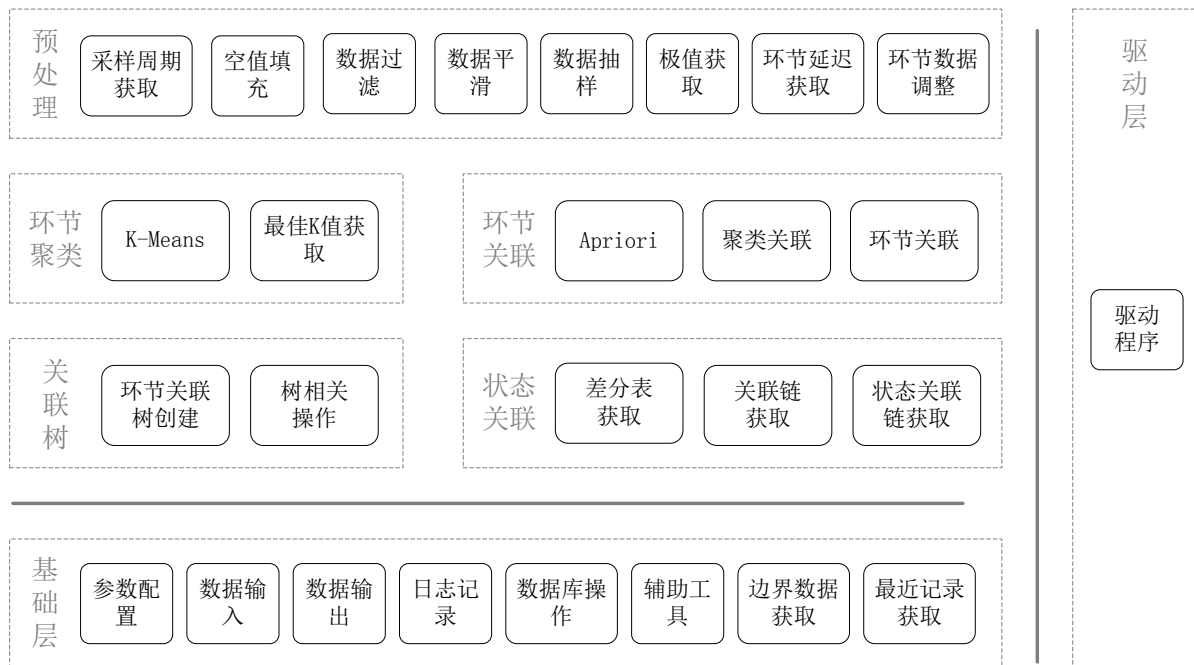 预
处
理
采样周期
获取
空值填
充
数据过
滤
数据平
滑
数据抽
样
极值获
取
环节延迟
获取
环节数据
调整
环节
聚类
K-Means
最佳K值获
取
环节
关联
Apriori
聚类关联
环节关联
关
联
树
环节关联
树创建
树相关
操作
状态
关联
差分表
获取
关联链
获取
状态关联
链获取
基
础
层
参数配
置
数据输
入
数据输
出
日志记
录
数据库操
作
辅助工
具
边界数据
获取
最近记录
获取
驱
动
层
驱动
程序